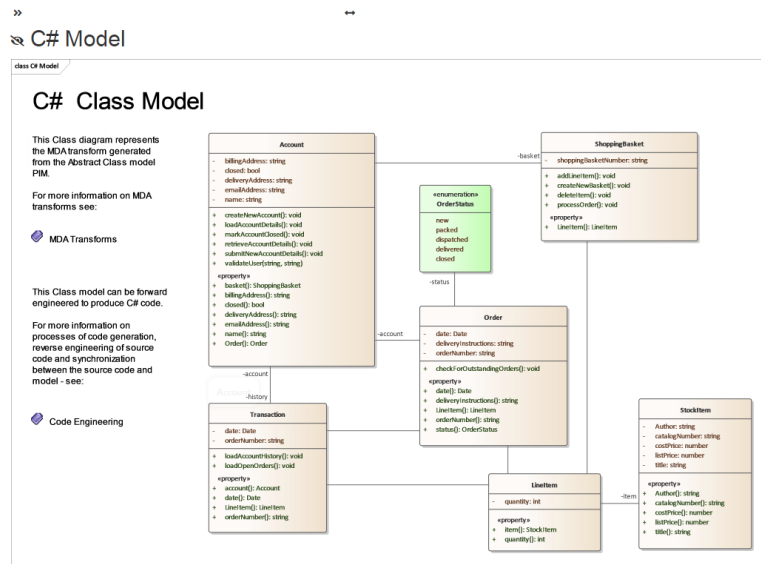 »
C# Model
class C# Model
C# Class Model
This Class diagram represents
the MDA transform generated
from the Abstract Class model
PIM.
For more information on MDA
transforms see:
MDA Transforms
This Class model can be forward
engineered to produce C# code.
For more information on
processes of code generation,
reverse engineering of source
code and synchronization
between the source code and
model - see:
Code Engineering
Account
- billingAddress: string
- closed: bool
- deliveryAddress: string
- emailAddress: string
- name: string
+ createNewAccount(): void
+ loadAccountDetails(): void
+ markAccountClosed(): void
+ retrieveAccountDetails(): void
+ submitNewAccountDetails(): void
+ validateUser(string, string)
«property»
+ basket(): ShoppingBasket
+ billingAddress(): string
+ closed(): bool
+ deliveryAddress(): string
+ emailAddress(): string
+ name(): string
+ Order(): Order
-basket
ShoppingBasket
- shoppingBasketNumber: string
+ addLineItem(): void
+ createNewBasket(): void
+ deleteItem(): void
+ processOrder(): void
«property»
+ LineItem(): LineItem
«enumeration»
OrderStatus
new
packed
dispatched
delivered
closed
-status
-account
Order
- date: Date
- deliveryInstructions: string
- orderNumber: string
+ checkForOutstandingOrders(): void
«property»
+ date(): Date
+ deliveryInstructions(): string
+ LineItem(): LineItem
+ orderNumber(): string
+ status(): OrderStatus
-account
Account
-history
Transaction
- date: Date
- orderNumber: string
+ loadAccountHistory(): void
+ loadOpenOrders(): void
«property»
+ account(): Account
+ date(): Date
+ LineItem(): LineItem
+ orderNumber(): string
LineItem
- quantity: int
«property»
+ item(): StockItem
+ quantity(): int
-item
StockItem
- Author: string
- catalogNumber: string
- costPrice: number
- listPrice: number
- title: string
«property»
+ Author(): string
+ catalogNumber(): string
+ costPrice(): number
+ listPrice(): number
+ title(): string